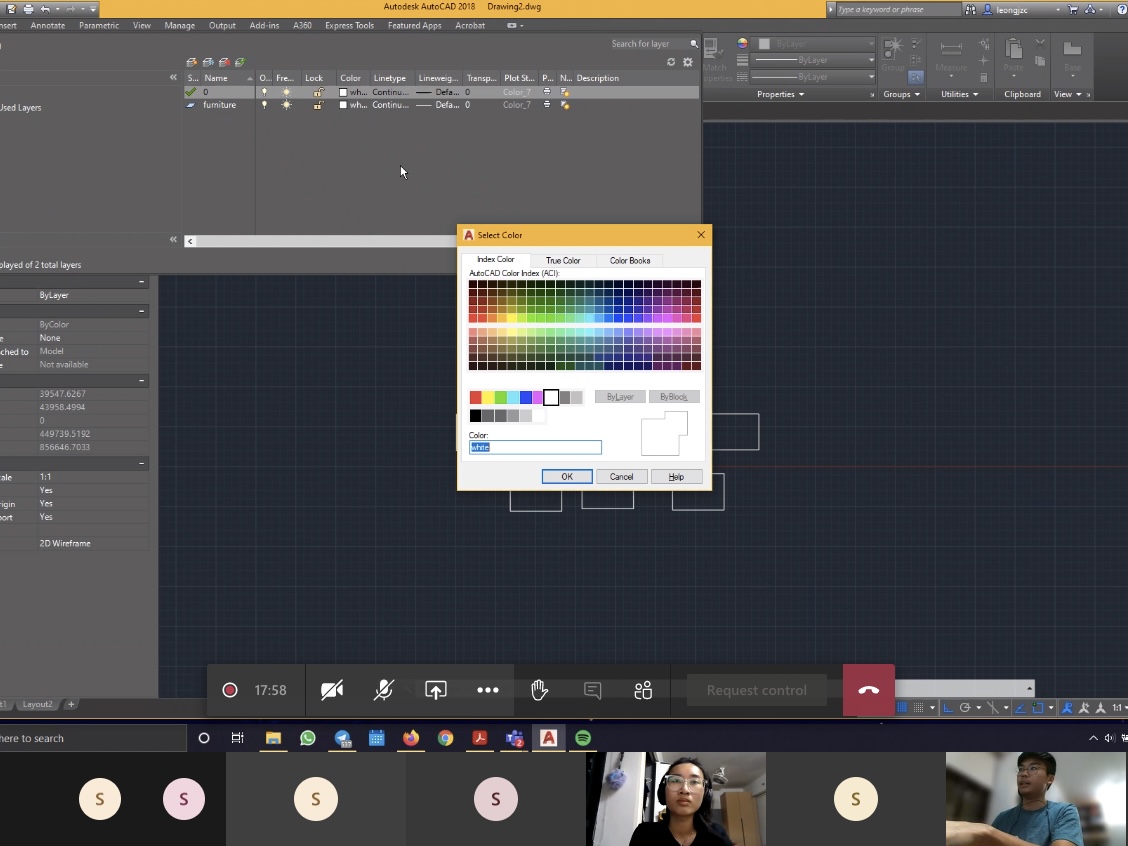 Autodesk AutoCAD 2018 Drawing2.dwg
Type a keyword or phrase
leongjzc
nsert Annotate Parametric View Manage Output Add-ins A360 Express Tools Featured Apps Acrobat
Search for layer
S... Name O... Fre... Lock Color Linetype Lineweig... Transp... Plot St... P... N... Description
0 wh... Continu... Defa... 0 Color_7
furniture wh... Continu... Defa... 0 Color_7
Used Layers
played of 2 total layers
Match
Properties
ByLayer
ByLayer
ByLayer
Group
Measure
Paste
Base
Properties
Groups
Utilities
Clipboard
View
ByLayer
ByColor
None
ched to Model
Not available
39547.6267
43958.4994
0
449739.5192
856646.7033
cale 1:1
Yes
rigin Yes
port Yes
2D Wireframe
Select Color
Index Color True Color Color Books
AutoCAD Color Index (ACI):
ByLayer ByBlock
Color:
white
OK Cancel Help
17:58
Request control
Layout2 +
1:1
here to search
S S S S S